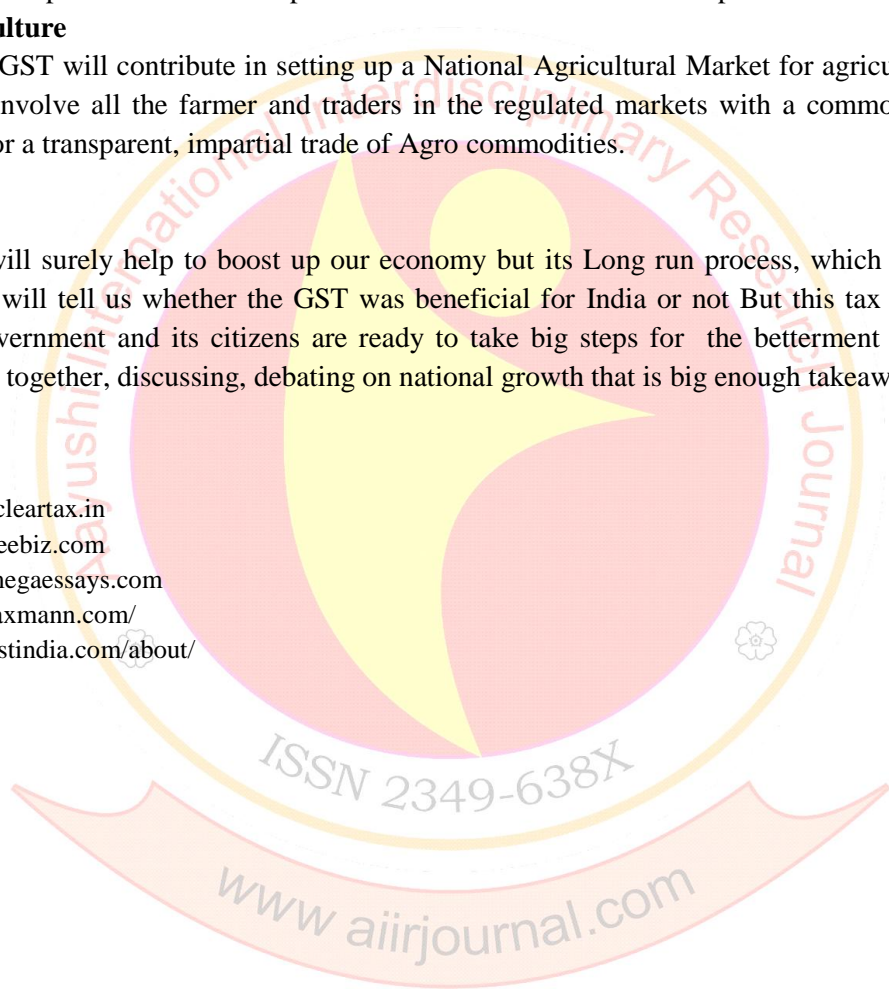 ulture
GST will contribute in setting up a National Agricultural Market for agricu
nvolve all the farmer and traders in the regulated markets with a commo
or a transparent, impartial trade of Agro commodities.
vill surely help to boost up our economy but its Long run process, which
will tell us whether the GST was beneficial for India or not But this tax
vernment and its citizens are ready to take big steps for the betterment
together, discussing, debating on national growth that is big enough takeaw
cleartax.in
eebiz.com
negaessays.com
axmann.com/
stindia.com/about/
Aayushi International Interdisciplinary Research Journal
ISSN 2349-638X
www aiirjournal.com